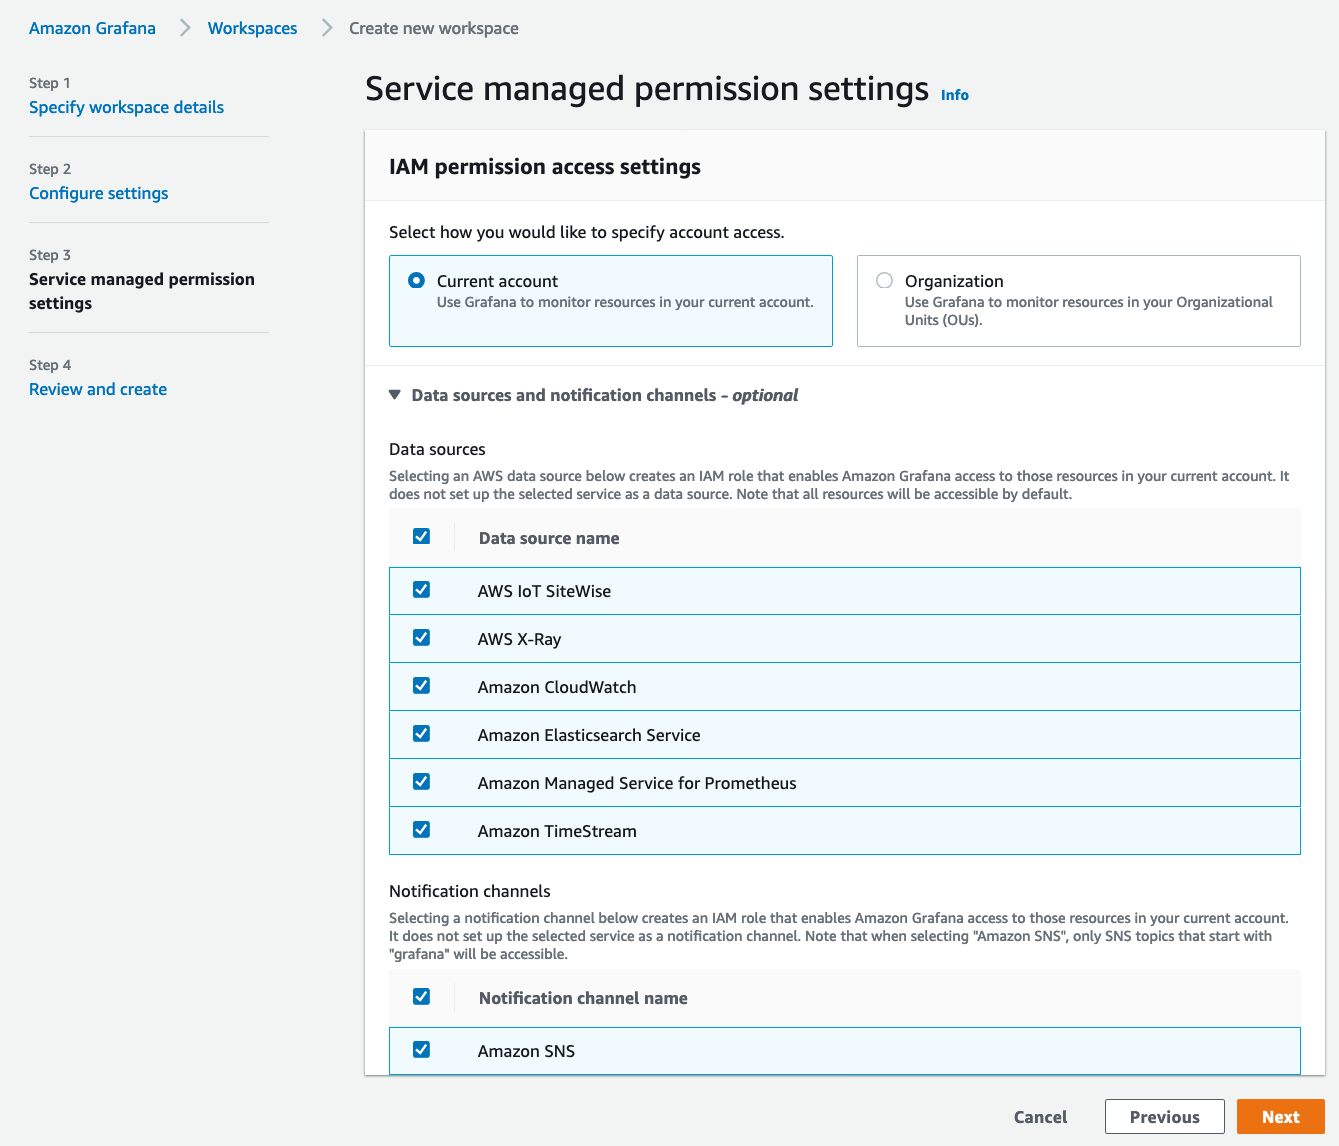 Amazon Grafana > Workspaces > Create new workspace
Step 1
Specify workspace details
Step 2
Configure settings
Step 3
Service managed permission
settings
Step 4
Review and create
Service managed permission settings Info
IAM permission access settings
Select how you would like to specify account access.
Current account
Use Grafana to monitor resources in your current account.
Organization
Use Grafana to monitor resources in your Organizational
Units (OUs).
Data sources and notification channels - optional
Data sources
Selecting an AWS data source below creates an IAM role that enables Amazon Grafana access to those resources in your current account. It
does not set up the selected service as a data source. Note that all resources will be accessible by default.
Data source name
AWS IoT SiteWise
AWS X-Ray
Amazon CloudWatch
Amazon Elasticsearch Service
Amazon Managed Service for Prometheus
Amazon TimeStream
Notification channels
Selecting a notification channel below creates an IAM role that enables Amazon Grafana access to those resources in your current account.
It does not set up the selected service as a notification channel. Note that when selecting "Amazon SNS", only SNS topics that start with
"grafana" will be accessible.
Notification channel name
Amazon SNS
Cancel
Previous
Next